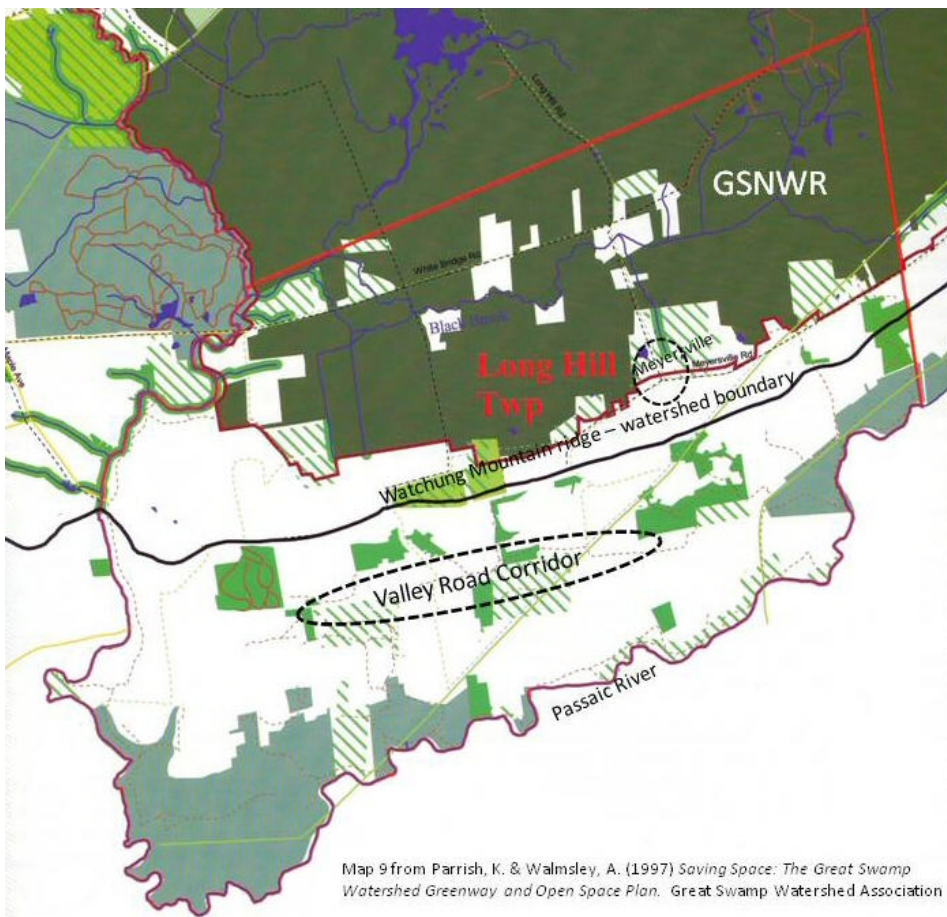 Long Hill Rd
GSNWR
White Bridge Rd
Black Brook
Meyersville
Meyersville Rd
Long Hill
Twp
Watchung Mountain ridge – watershed boundary
Valley Road Corridor
Passaic River
Map 9 from Parrish, K. & Walmsley, A. (1997) Saving Space: The Great Swamp
Watershed Greenway and Open Space Plan. Great Swamp Watershed Association